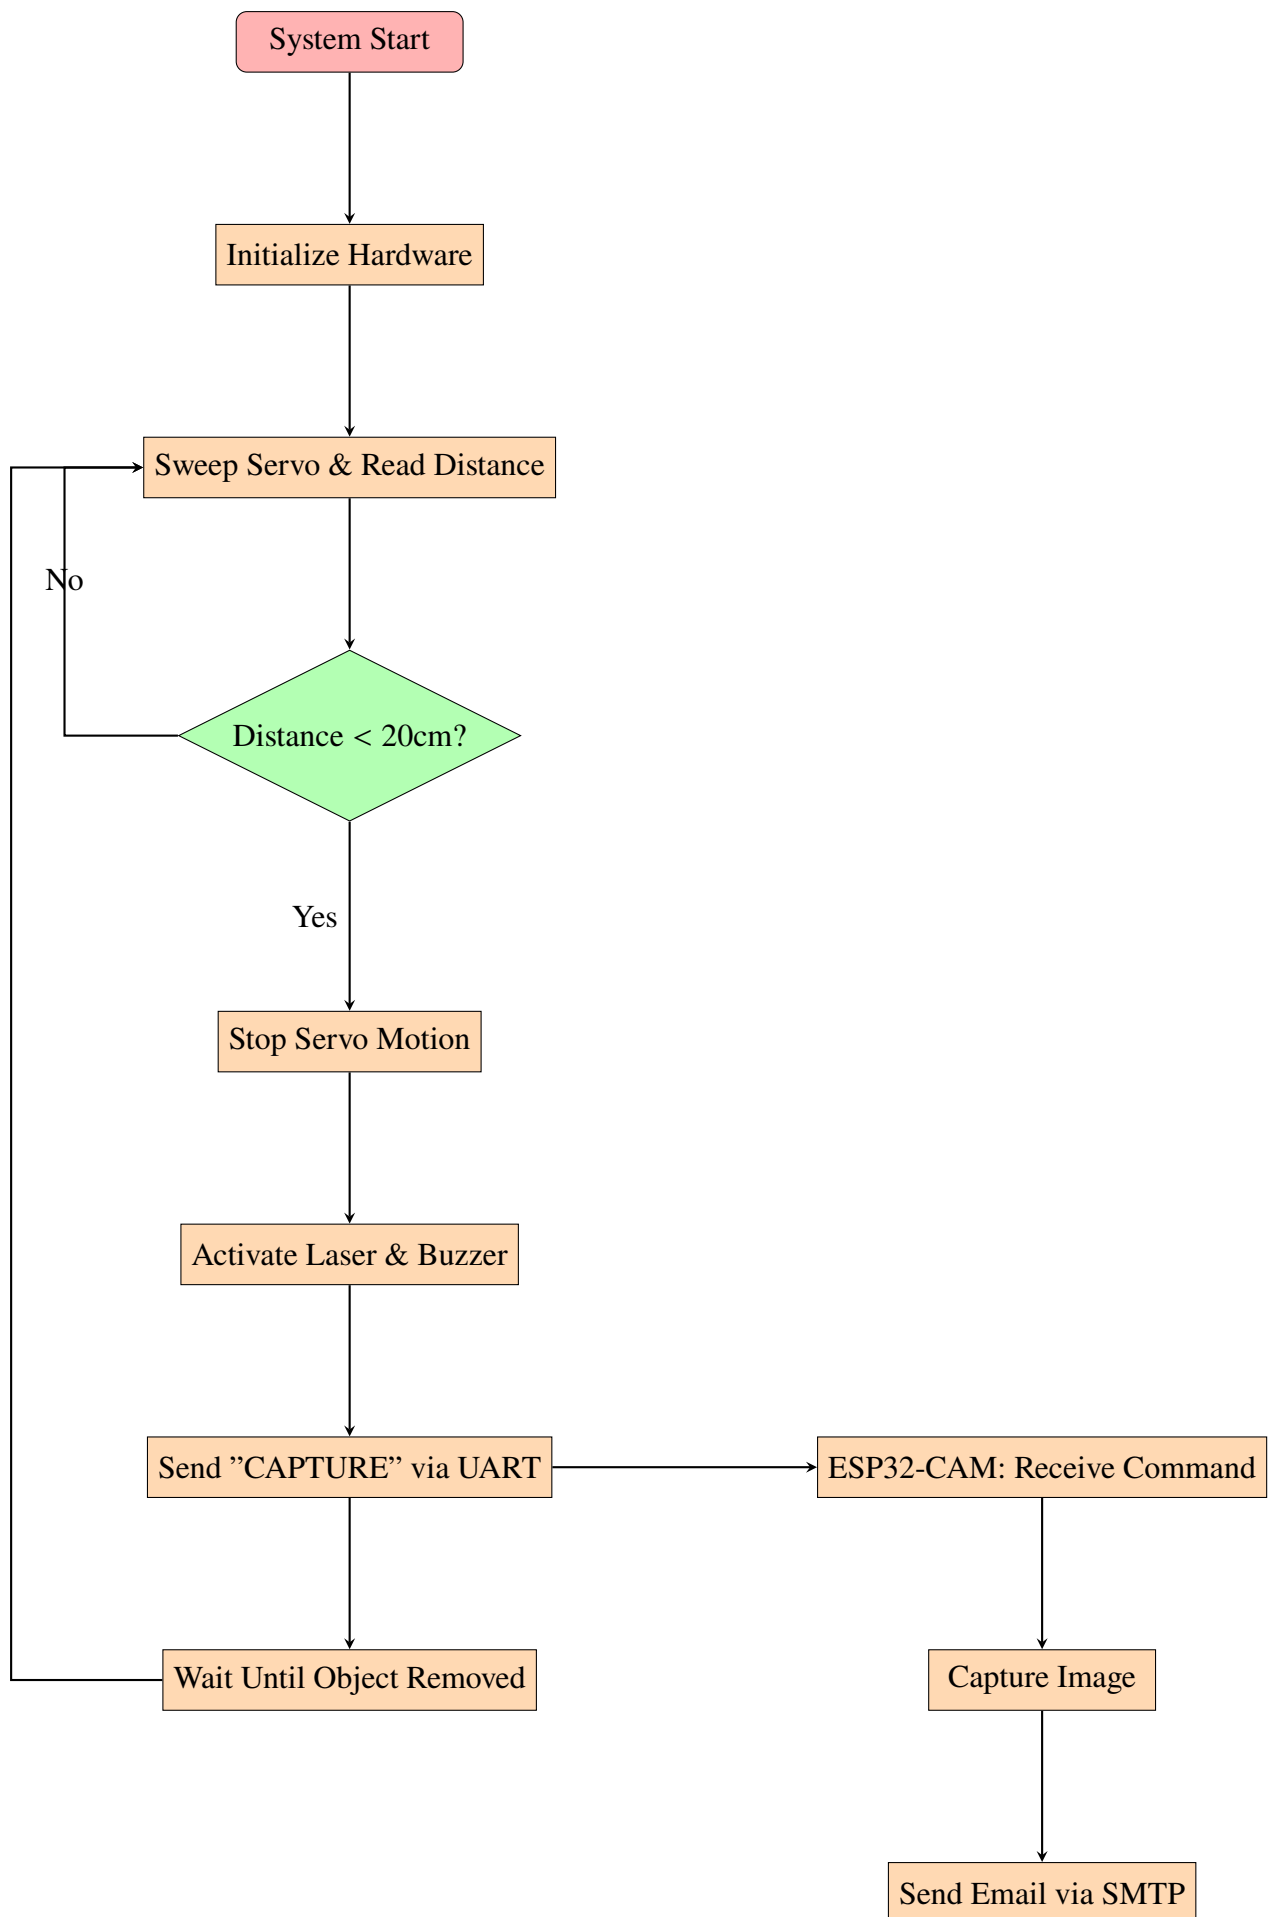 System Start
Initialize Hardware
Sweep Servo & Read Distance
No
Distance < 20cm?
Yes
Stop Servo Motion
Activate Laser & Buzzer
Send ”CAPTURE” via UART
ESP32-CAM: Receive Command
Wait Until Object Removed
Capture Image
Send Email via SMTP